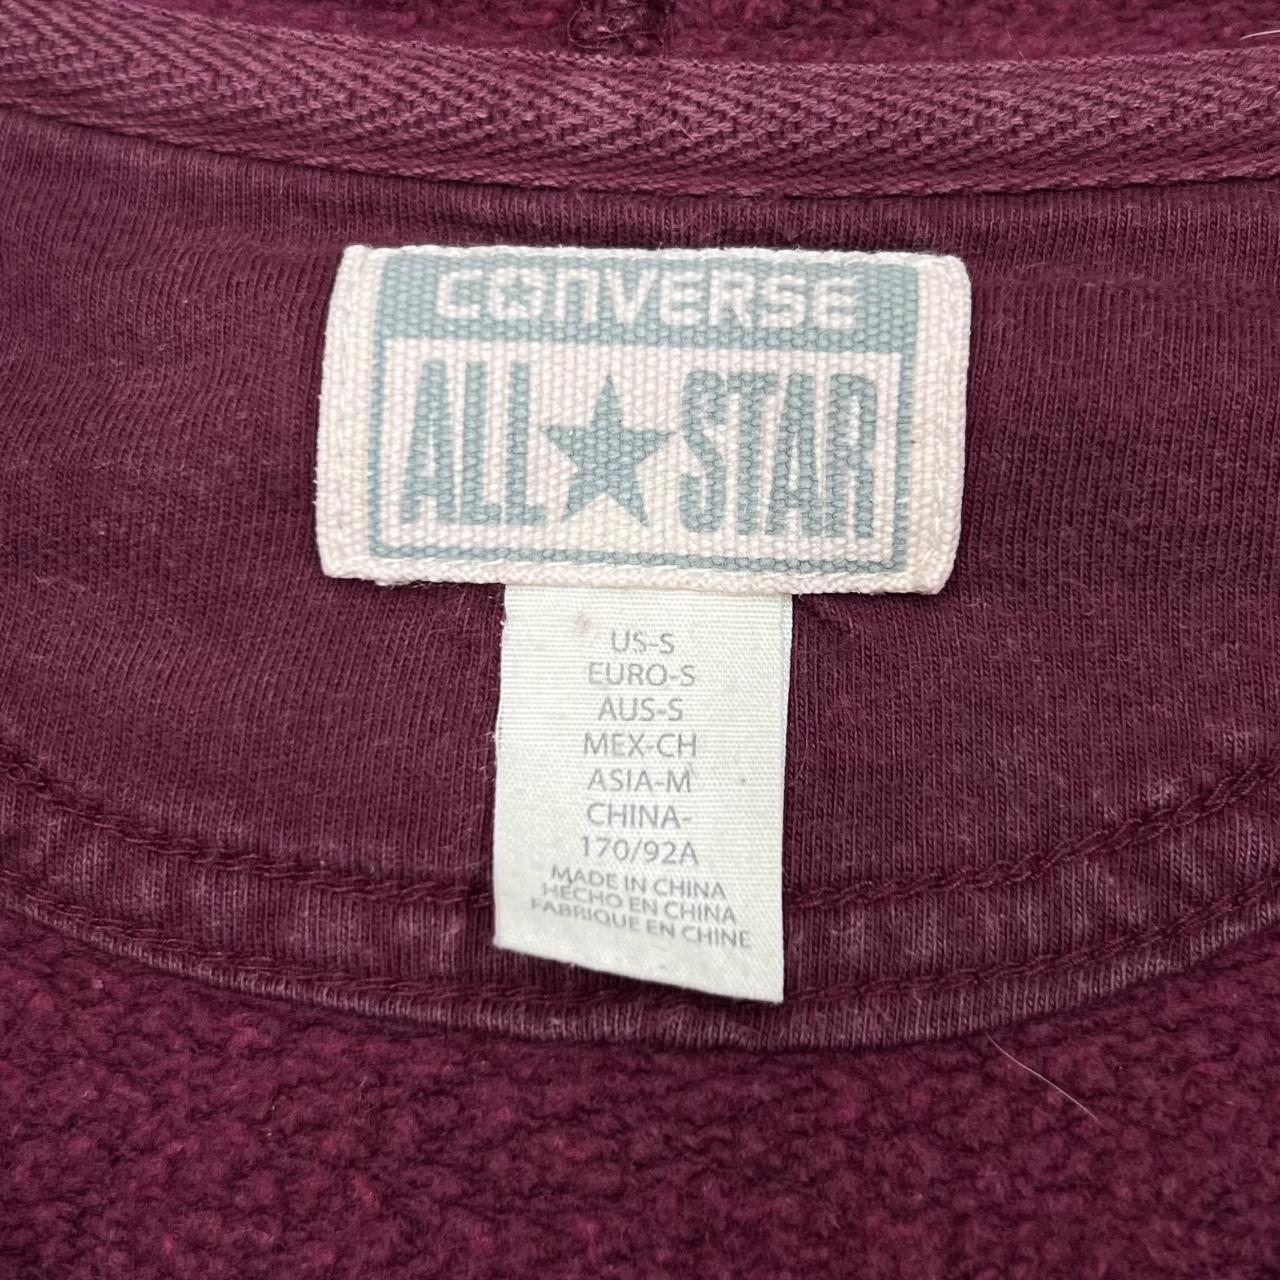 CONVERSE
ALL★STAR
US-S
EURO-S
AUS-S
MEX-CH
ASIA-M
CHINA-
170/92A
MADE IN CHINA
HECHO EN CHINA
FABRIQUE EN CHINE